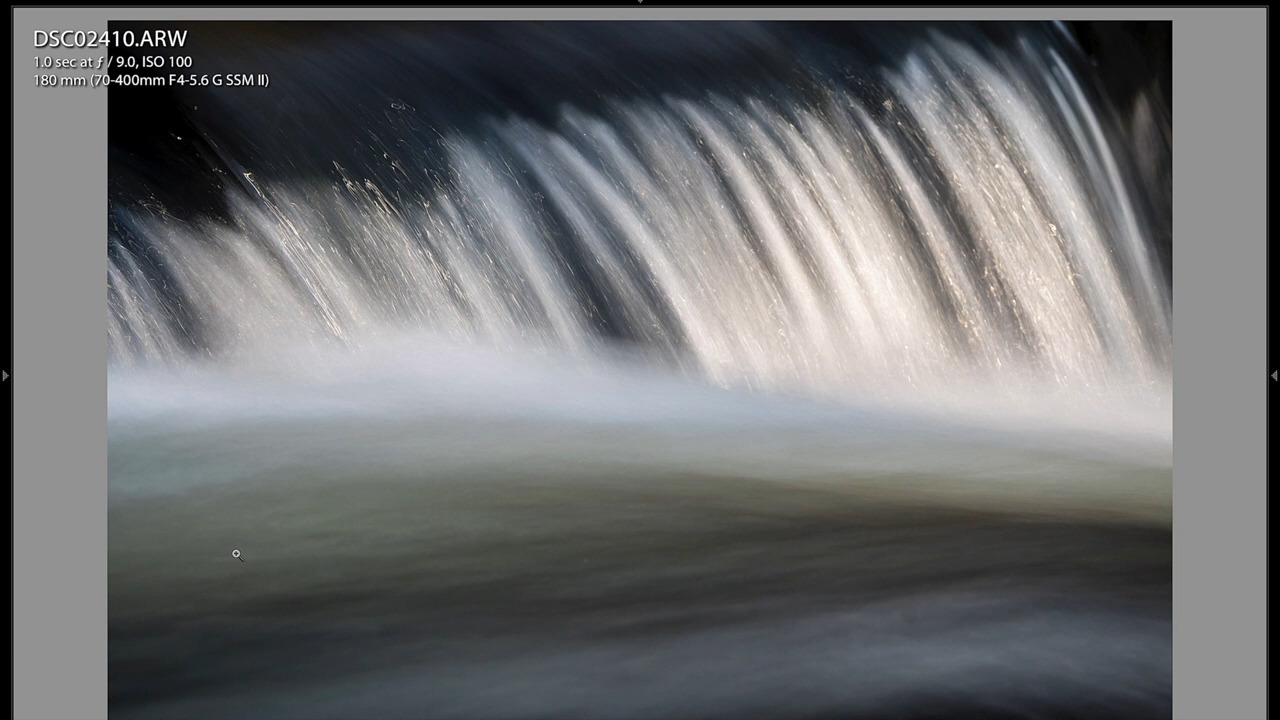 DSC02410.ARW
1.0 sec at ƒ / 9.0, ISO 100
180 mm (70-400mm F4-5.6 G SSM II)